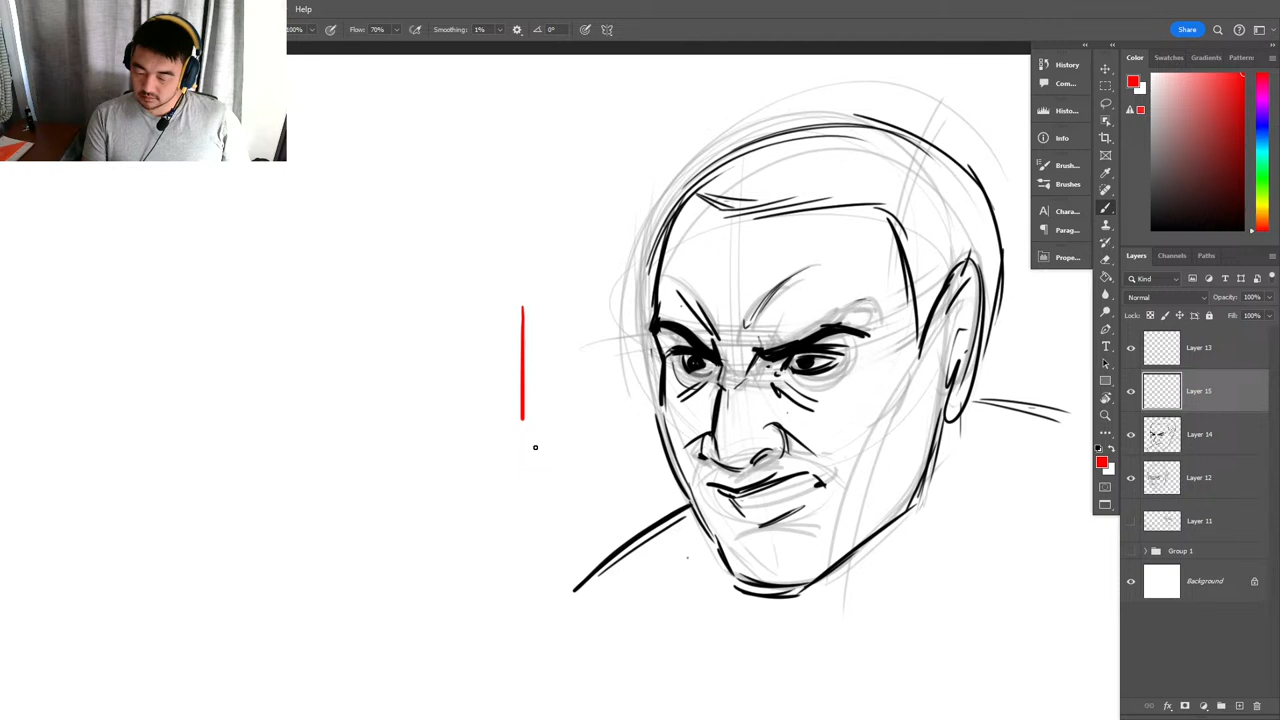 Help
100% Flow: 70% Smoothing: 1% 0° Share
History
Com...
Histo...
Info
Brush...
Brushes
Chara...
Parag...
Prope...
Color Swatches Gradients Pattern
Layers Channels Paths
Kind
Normal Opacity: 100%
Lock: Fill: 100%
Layer 13
Layer 15
Layer 14
Layer 12
Layer 11
Group 1
Background